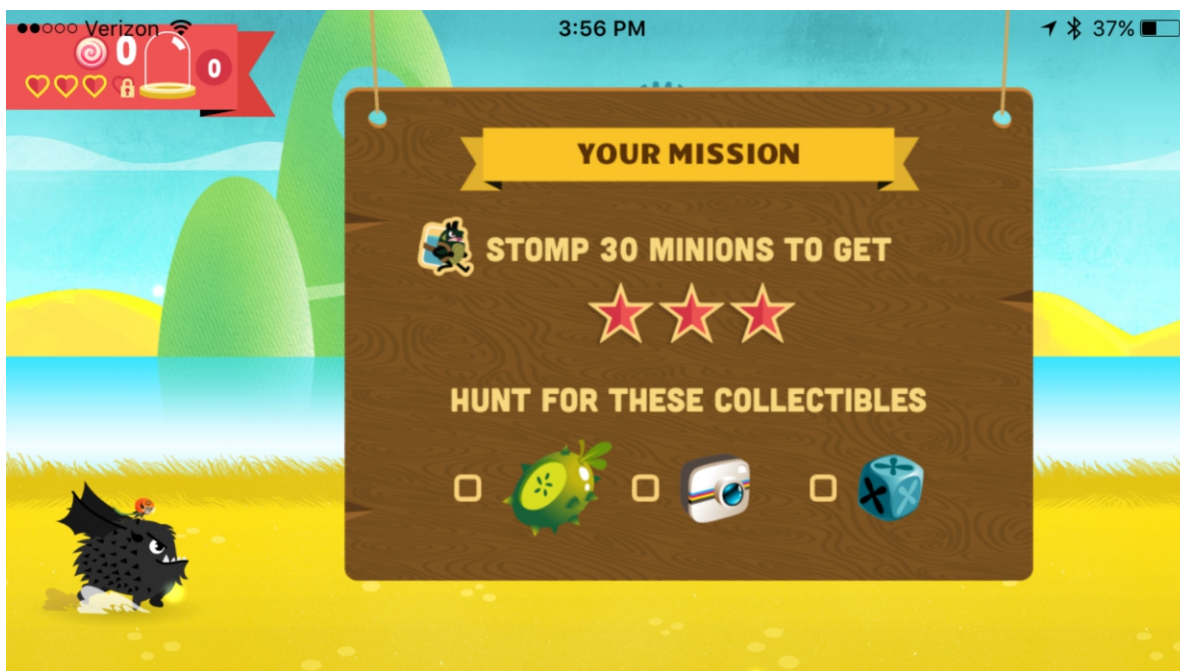 Verizon 3:56 PM 37%
0
0
YOUR MISSION
STOMP 30 MINIONS TO GET
HUNT FOR THESE COLLECTIBLES